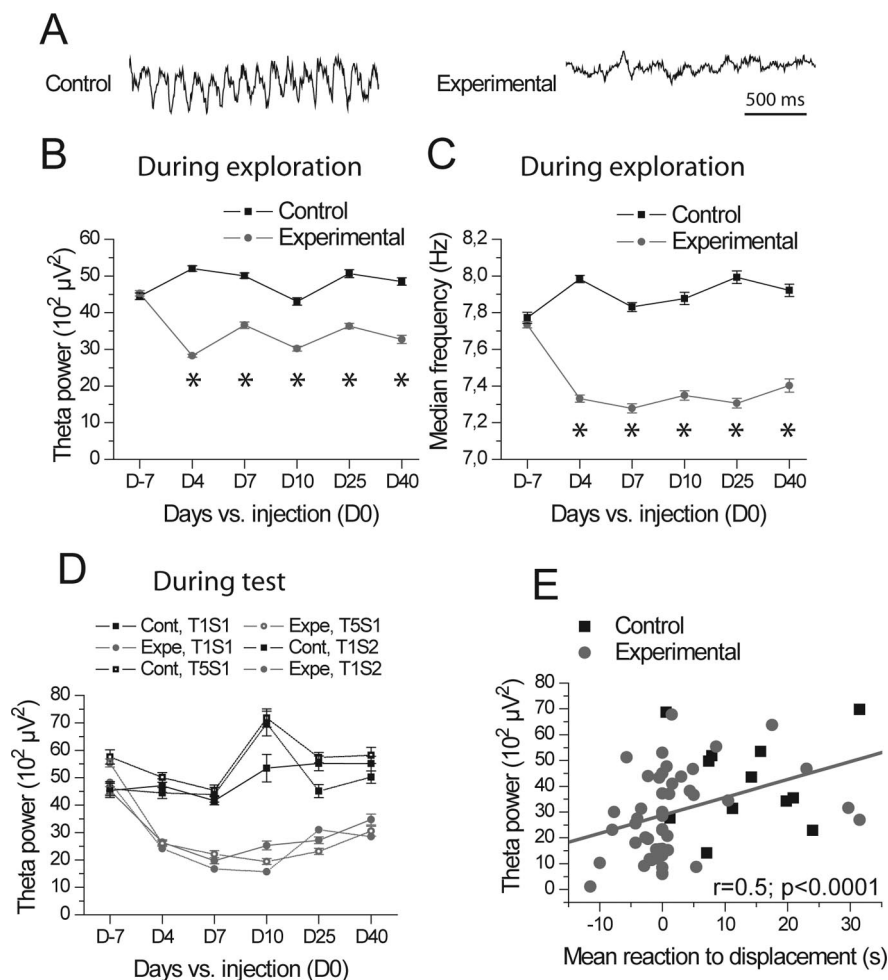 A
Control
Experimental
500 ms
B
During exploration
Control
Experimental
Theta power (10² µV²)
60
50
40
30
20
10
0
* * * * *
D-7 D4 D7 D10 D25 D40
Days vs. injection (D0)
C
During exploration
Control
Experimental
Median frequency (Hz)
8,2
8,0
7,8
7,6
7,4
7,2
7,0
* * * * *
D-7 D4 D7 D10 D25 D40
Days vs. injection (D0)
D
During test
Cont, T1S1 Expe, T5S1
Expe, T1S1 Cont, T1S2
Cont, T5S1 Expe, T1S2
Theta power (10² µV²)
80
70
60
50
40
30
20
10
0
D-7 D4 D7 D10 D25 D40
Days vs. injection (D0)
E
Control
Experimental
Theta power (10² µV²)
80
70
60
50
40
30
20
10
0
r=0.5; p<0.0001
-10 0 10 20 30
Mean reaction to displacement (s)